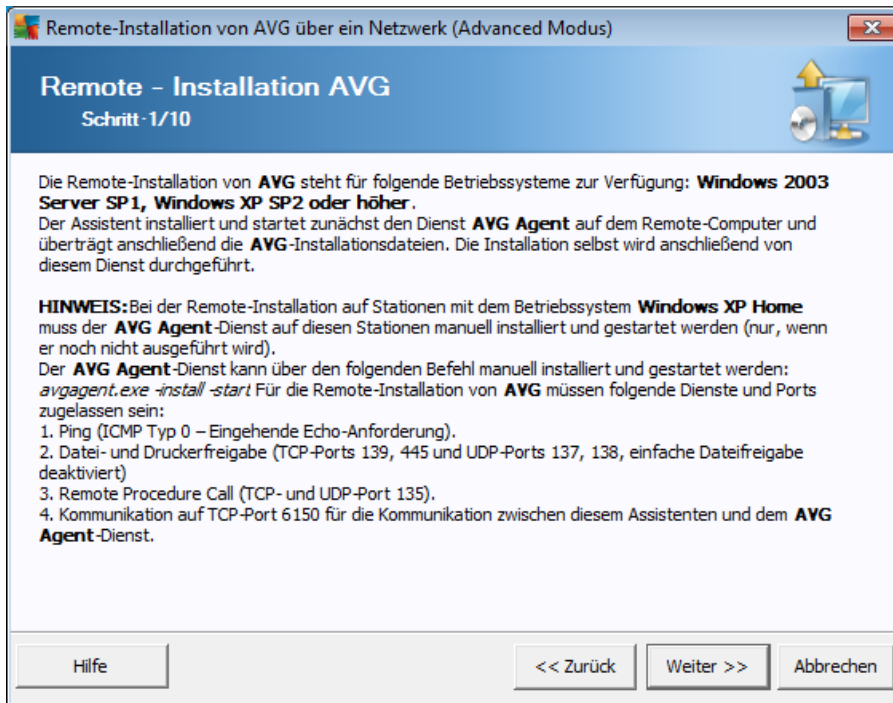 Remote-Installation von AVG über ein Netzwerk (Advanced Modus)
Remote - Installation AVG
Schritt-1/10
Die Remote-Installation von AVG steht für folgende Betriebssysteme zur Verfügung: Windows 2003
Server SP1, Windows XP SP2 oder höher.
Der Assistent installiert und startet zunächst den Dienst AVG Agent auf dem Remote-Computer und
überträgt anschließend die AVG-Installationsdateien. Die Installation selbst wird anschließend von
diesem Dienst durchgeführt.
HINWEIS:Bei der Remote-Installation auf Stationen mit dem Betriebssystem Windows XP Home
muss der AVG Agent-Dienst auf diesen Stationen manuell installiert und gestartet werden (nur, wenn
er noch nicht ausgeführt wird).
Der AVG Agent-Dienst kann über den folgenden Befehl manuell installiert und gestartet werden:
avgagent.exe -install -start Für die Remote-Installation von AVG müssen folgende Dienste und Ports
zugelassen sein:
1. Ping (ICMP Typ 0 – Eingehende Echo-Anforderung).
2. Datei- und Druckerfreigabe (TCP-Ports 139, 445 und UDP-Ports 137, 138, einfache Dateifreigabe
deaktiviert)
3. Remote Procedure Call (TCP- und UDP-Port 135).
4. Kommunikation auf TCP-Port 6150 für die Kommunikation zwischen diesem Assistenten und dem AVG
Agent-Dienst.
Hilfe
<< Zurück
Weiter >>
Abbrechen